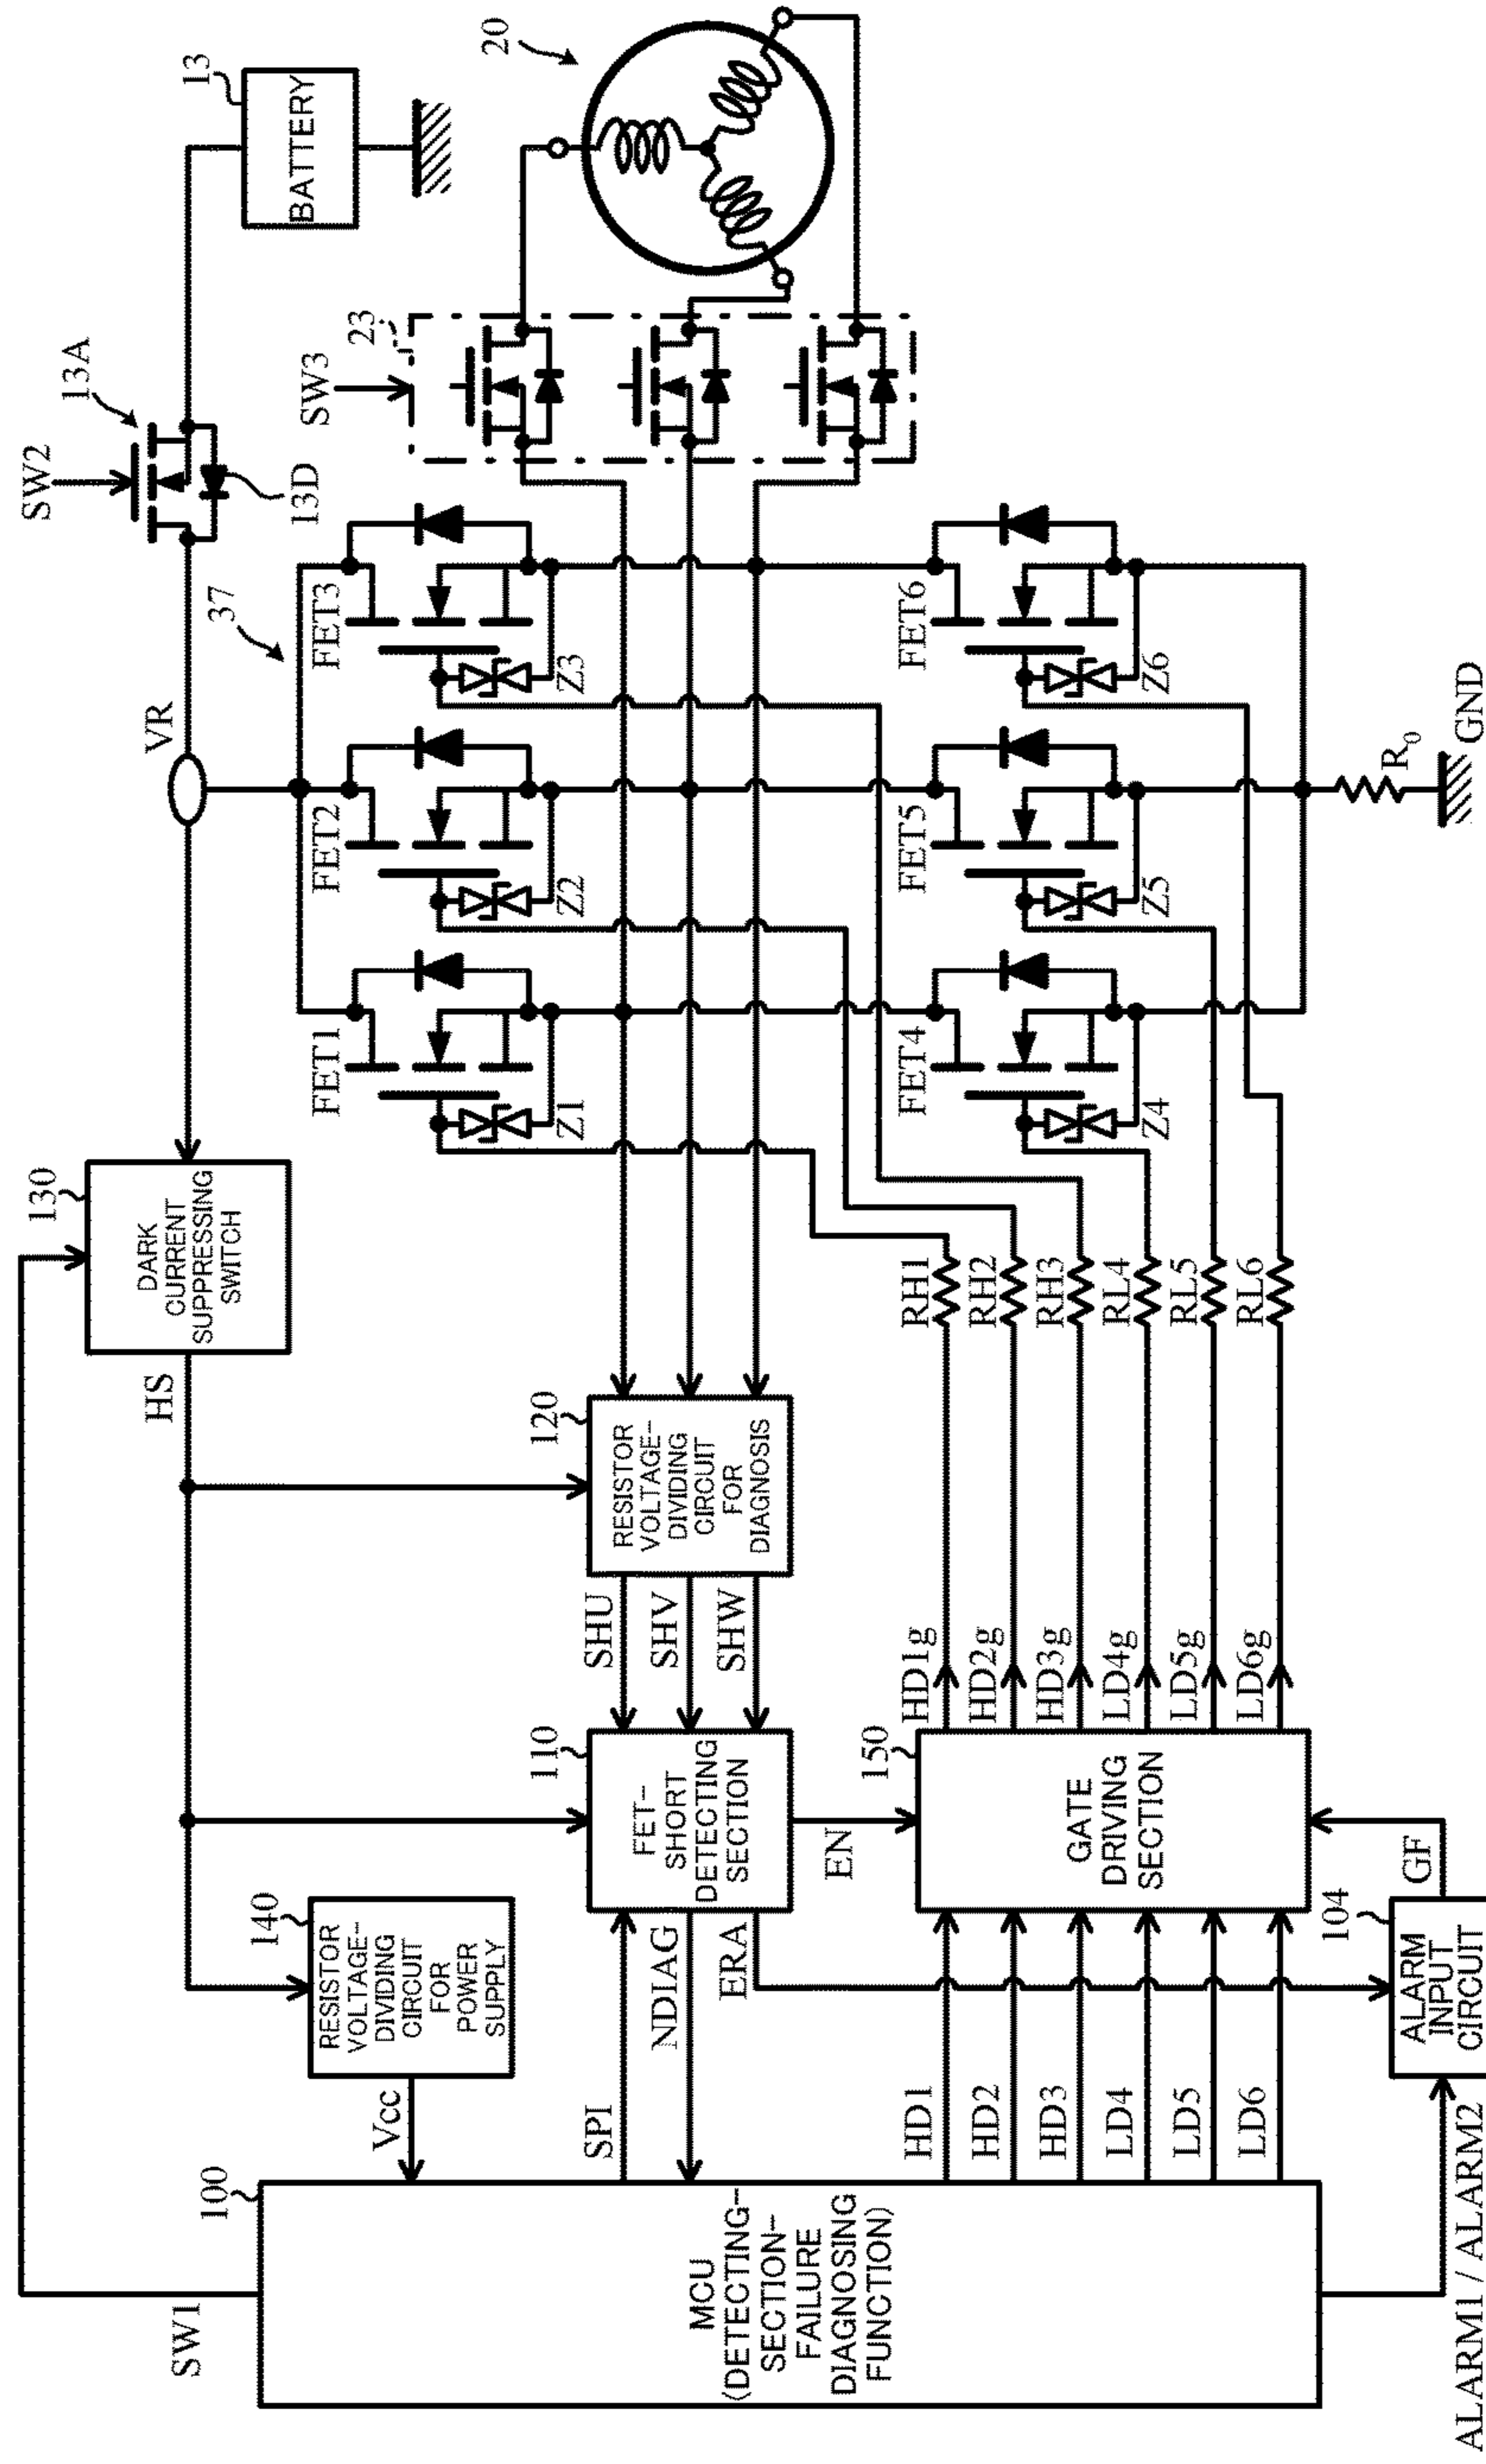 SW1
100
MCU
(DETECTING-
SECTION-
FAILURE
DIAGNOSING
FUNCTION)
Vcc
140
RESISTOR
VOLTAGE-
DIVIDING
CIRCUIT
FOR
POWER
SUPPLY
HS
130
DARK
CURRENT
SUPPRESSING
SWITCH
VR
SW2
13A
13D
13
BATTERY
SPI
NDIAG
ERA
110
FET-
SHORT
DETECTING
SECTION
EN
SHU
SHV
SHW
120
RESISTOR
VOLTAGE-
DIVIDING
CIRCUIT
FOR
DIAGNOSIS
37
FET1
FET2
FET3
Z1
Z2
Z3
SW3
23
20
HD1
HD2
HD3
LD4
LD5
LD6
150
GATE
DRIVING
SECTION
HD1g
HD2g
HD3g
LD4g
LD5g
LD6g
RH1
RH2
RH3
RL4
RL5
RL6
FET4
FET5
FET6
Z4
Z5
Z6
R0
GND
104
ALARM
INPUT
CIRCUIT
GF
ALARM1 / ALARM2